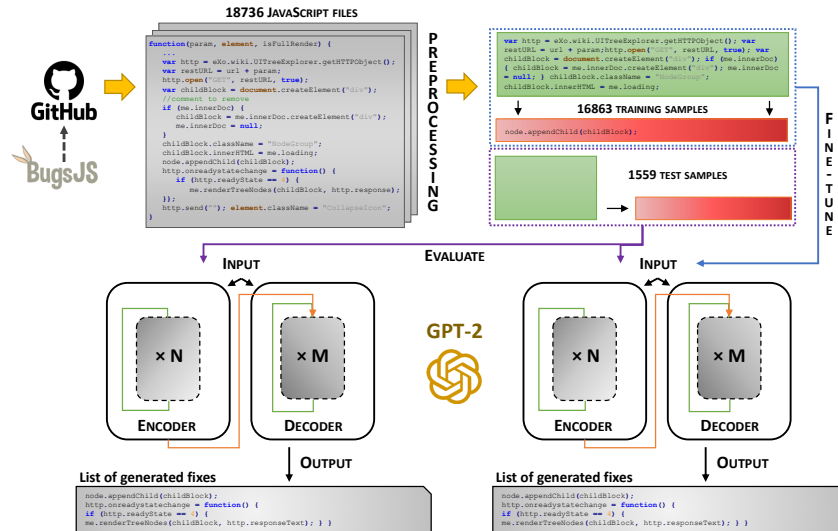 18736 JAVASCRIPT FILES
GitHub
BugsJS
function(param, element, isFullRender) {
...
var http = eXo.wiki.UITreeExplorer.getHTTPObject();
var restURL = url + param;
http.open("GET", restURL, true);
var childBlock = document.createElement("div");
//comment to remove
if (me.innerDoc) {
childBlock = me.innerDoc.createElement("div");
me.innerDoc = null;
}
childBlock.className = "NodeGroup";
childBlock.innerHTML = me.loading;
node.appendChild(childBlock);
http.onreadystatechange = function() {
if (http.readyState == 4) {
me.renderTreeNodes(childBlock, http.response);
});
http.send(""); element.className = "CollapseIcon";
}
PREPROCESSING
var http = eXo.wiki.UITreeExplorer.getHTTPObject(); var
restURL = url + param;http.open("GET", restURL, true); var
childBlock = document.createElement("div"); if (me.innerDoc)
{ childBlock = me.innerDoc.createElement("div"); me.innerDoc
= null; } childBlock.className = "NodeGroup";
childBlock.innerHTML = me.loading;
16863 TRAINING SAMPLES
node.appendChild(childBlock);
1559 TEST SAMPLES
FINE-TUNE
EVALUATE
INPUT
× N
× M
ENCODER
DECODER
GPT-2
INPUT
× N
× M
ENCODER
DECODER
OUTPUT
List of generated fixes
node.appendChild(childBlock);
http.onreadystatechange = function() {
if (http.readyState == 4) {
me.renderTreeNodes(childBlock, http.responseText); } }
OUTPUT
List of generated fixes
node.appendChild(childBlock);
http.onreadystatechange = function() {
if (http.readyState == 4) {
me.renderTreeNodes(childBlock, http.responseText); } }